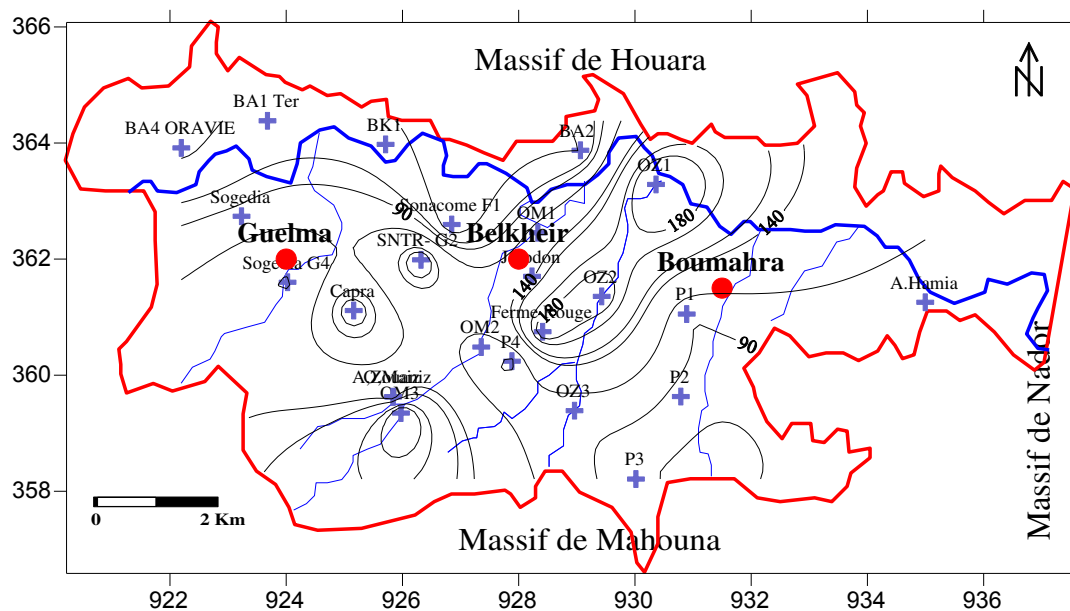 366
364
362
360
358
922
924
926
928
930
932
934
936
Massif de Houara
N
BA1 Ter
BA4 ORAVIE
BK1
BA2
OZ1
Sogedia
90
Sonacome F1
OM1
180
140
Guelma
SNTR- G2
Belkheir
Boumahra
Sogedia G4
Capra
140
OZ2
180
Ferme Rouge
P1
A.Hamia
OM2
P4
90
OM3
OZ3
P2
P3
0
2 Km
Massif de Mahouna
Massif de Nador